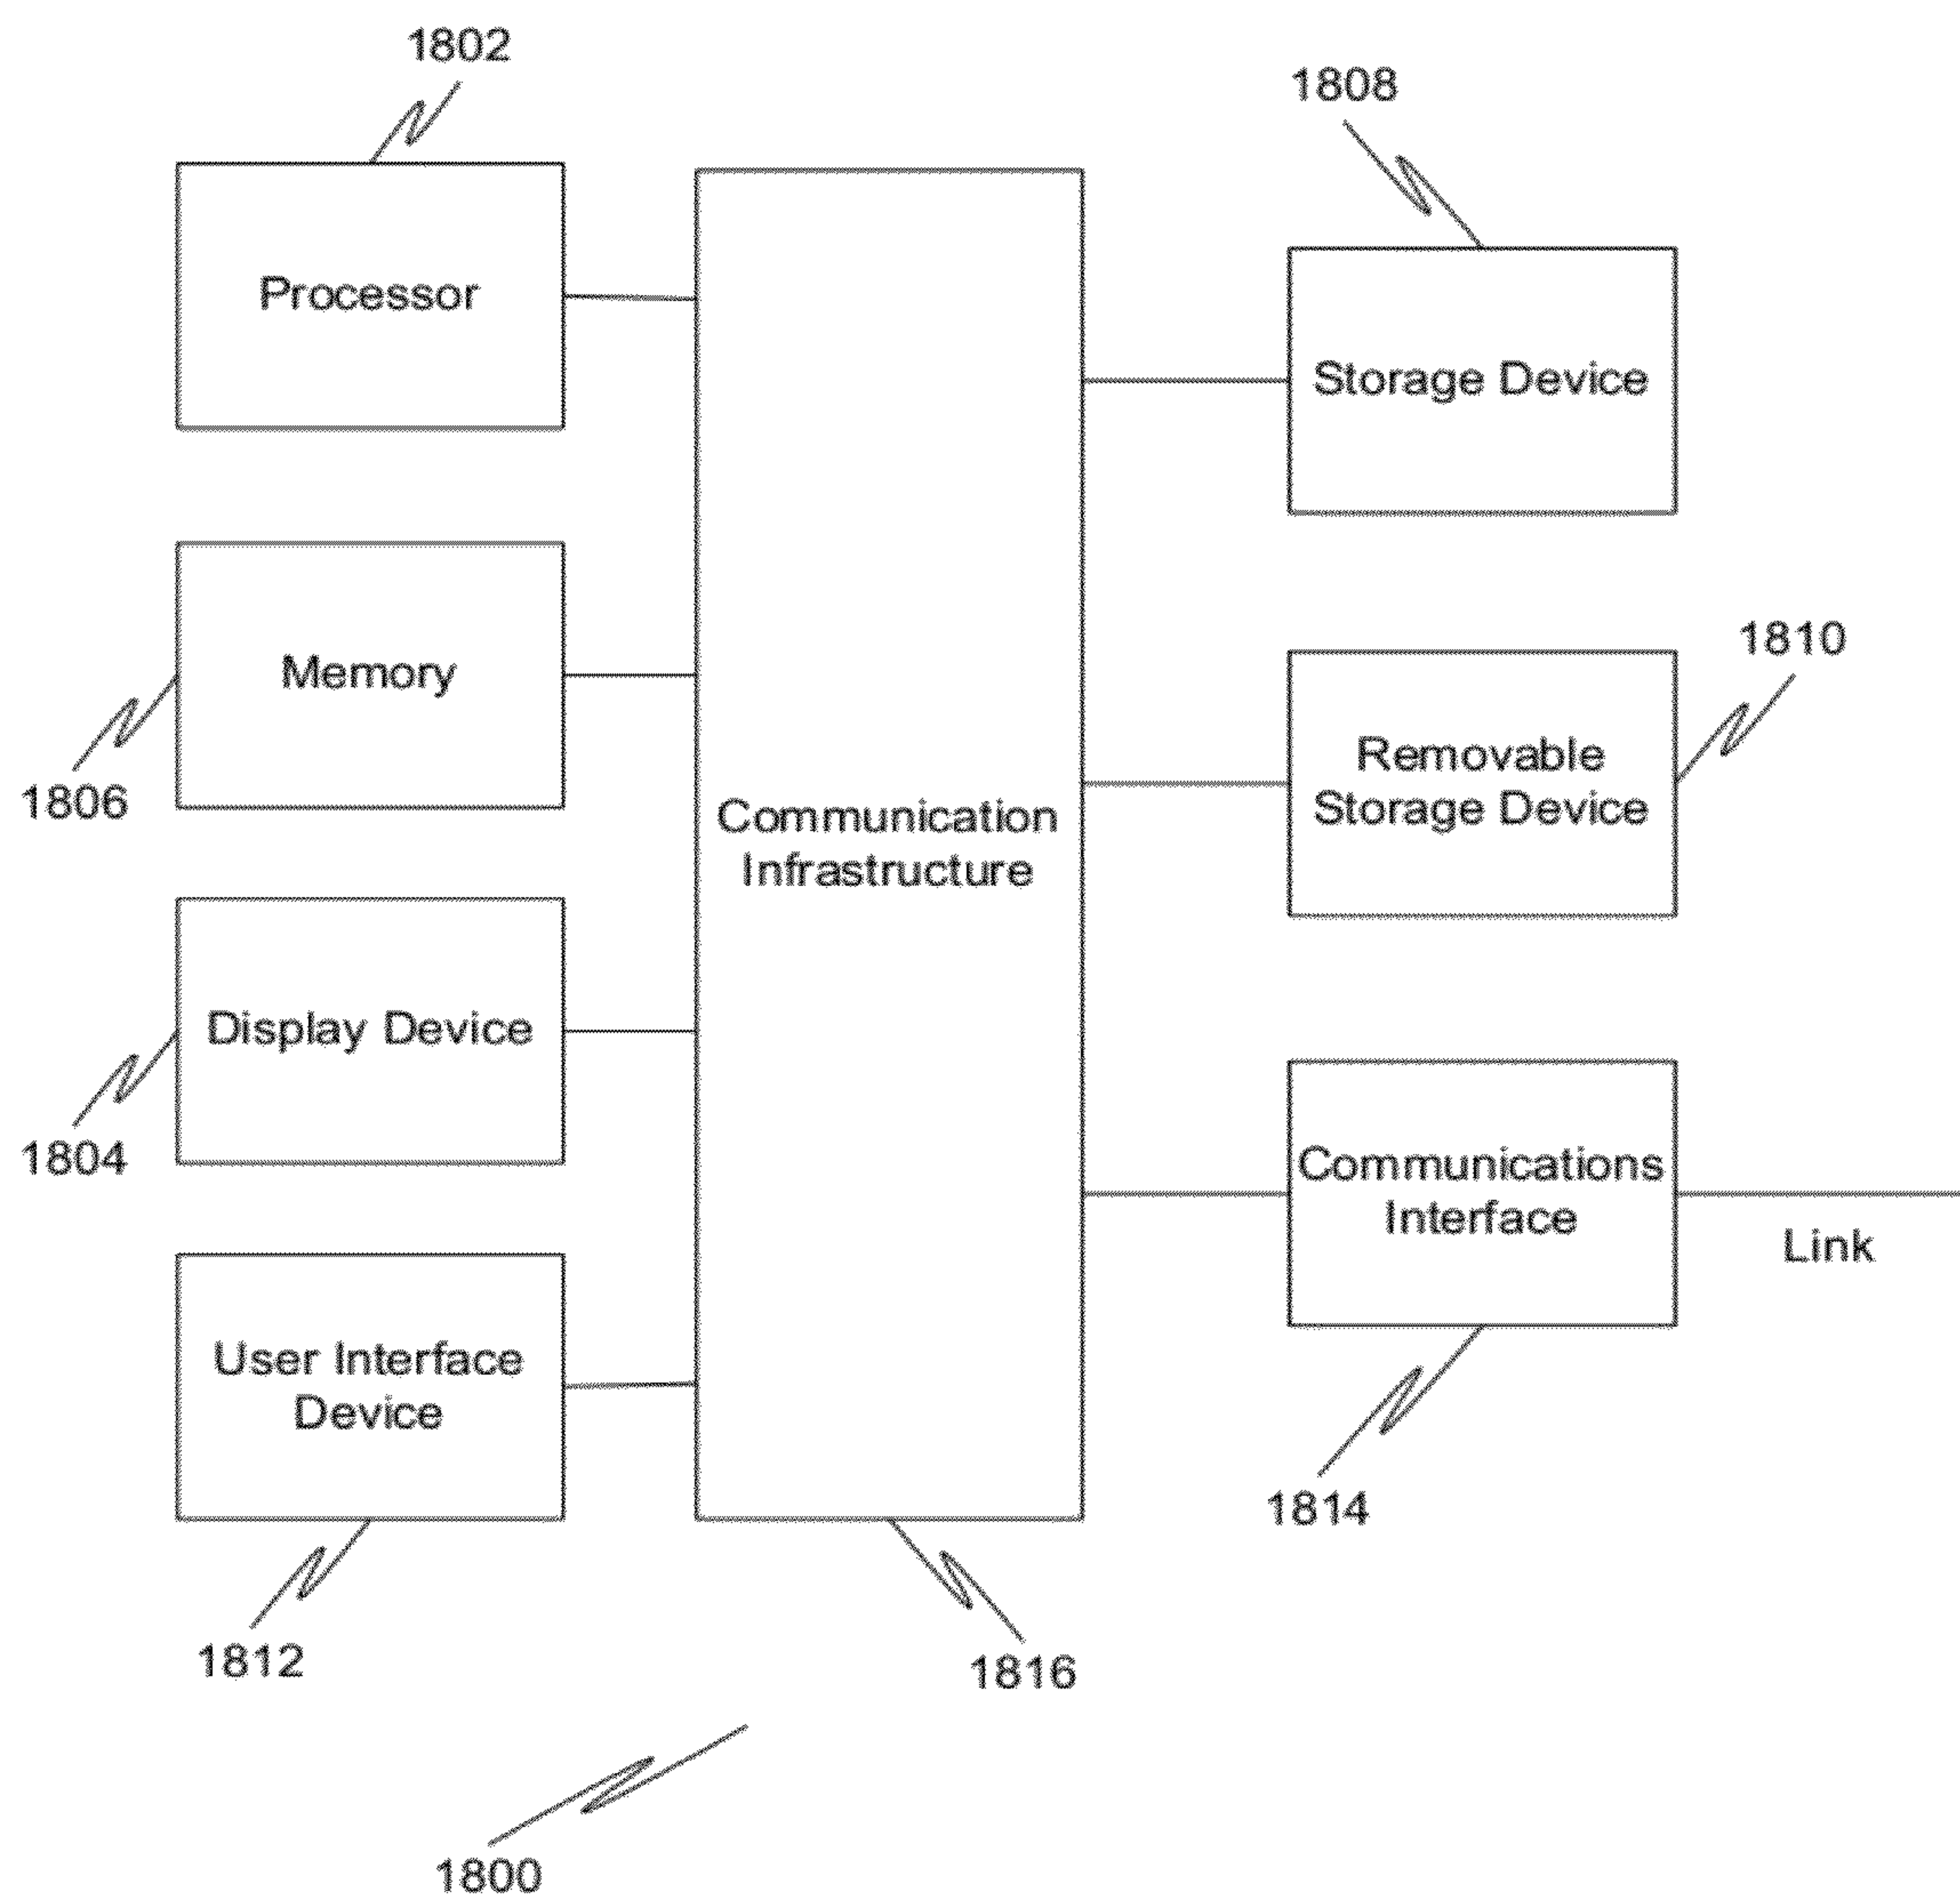 1802
1808
Processor
Storage Device
1810
Memory
Removable
Storage Device
1806
Communication
Infrastructure
Display Device
1804
Communications
Interface
Link
User Interface
Device
1814
1812
1816
1800